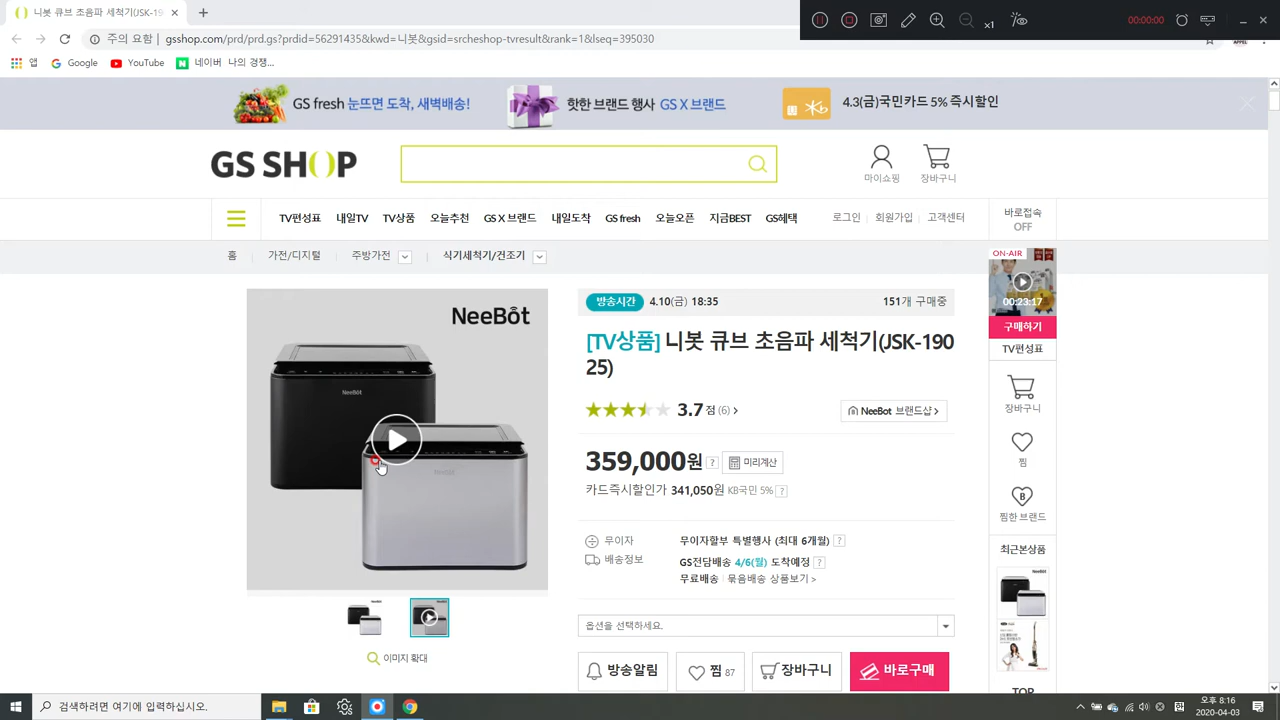 니봇 큐브 초음파 세척기(JSK-19
00:00:00
주의 요함 | gsshop.com/prd/prd.gs?prdid=56291435&kwd=니봇&gsid=srcheshop-vresult&rank=1&lseq=395030
앱 Google YouTube 네이버 나의 경쟁...
GS fresh 눈뜨면 도착, 새벽배송! 핫한 브랜드 행사 GS X 브랜드 4.3(금)국민카드 5% 즉시할인
GS SHOP
마이쇼핑 장바구니
TV편성표 내일TV TV상품 오늘추천 GS X 브랜드 내일도착 GS fresh 오늘오픈 지금BEST GS혜택 로그인 회원가입 고객센터
바로접속
OFF
홈 가전/디지털 주방가전 식기세척기/건조기
ON-AIR
00:23:17
구매하기
TV편성표
장바구니
찜
찜한 브랜드
최근본상품
NeeBot
TOP
NeeBot
NeeBot
이미지 확대
방송시간 4.10(금) 18:35 151개 구매중
[TV상품] 니봇 큐브 초음파 세척기(JSK-190
25)
3.7점 (6) NeeBot 브랜드샵
359,000원 ? 미리계산
카드즉시할인가 341,050원 KB국민 5% ?
무이자 무이자할부 특별행사 (최대 6개월) ?
배송정보 GS전담배송 4/6(월) 도착예정 ?
무료배송 묶음배송 상품보기 >
옵션을 선택하세요.
방송알림 찜 87 장바구니 바로구매
검색하려면 여기에 입력하십시오.
오후 8:16
2020-04-03